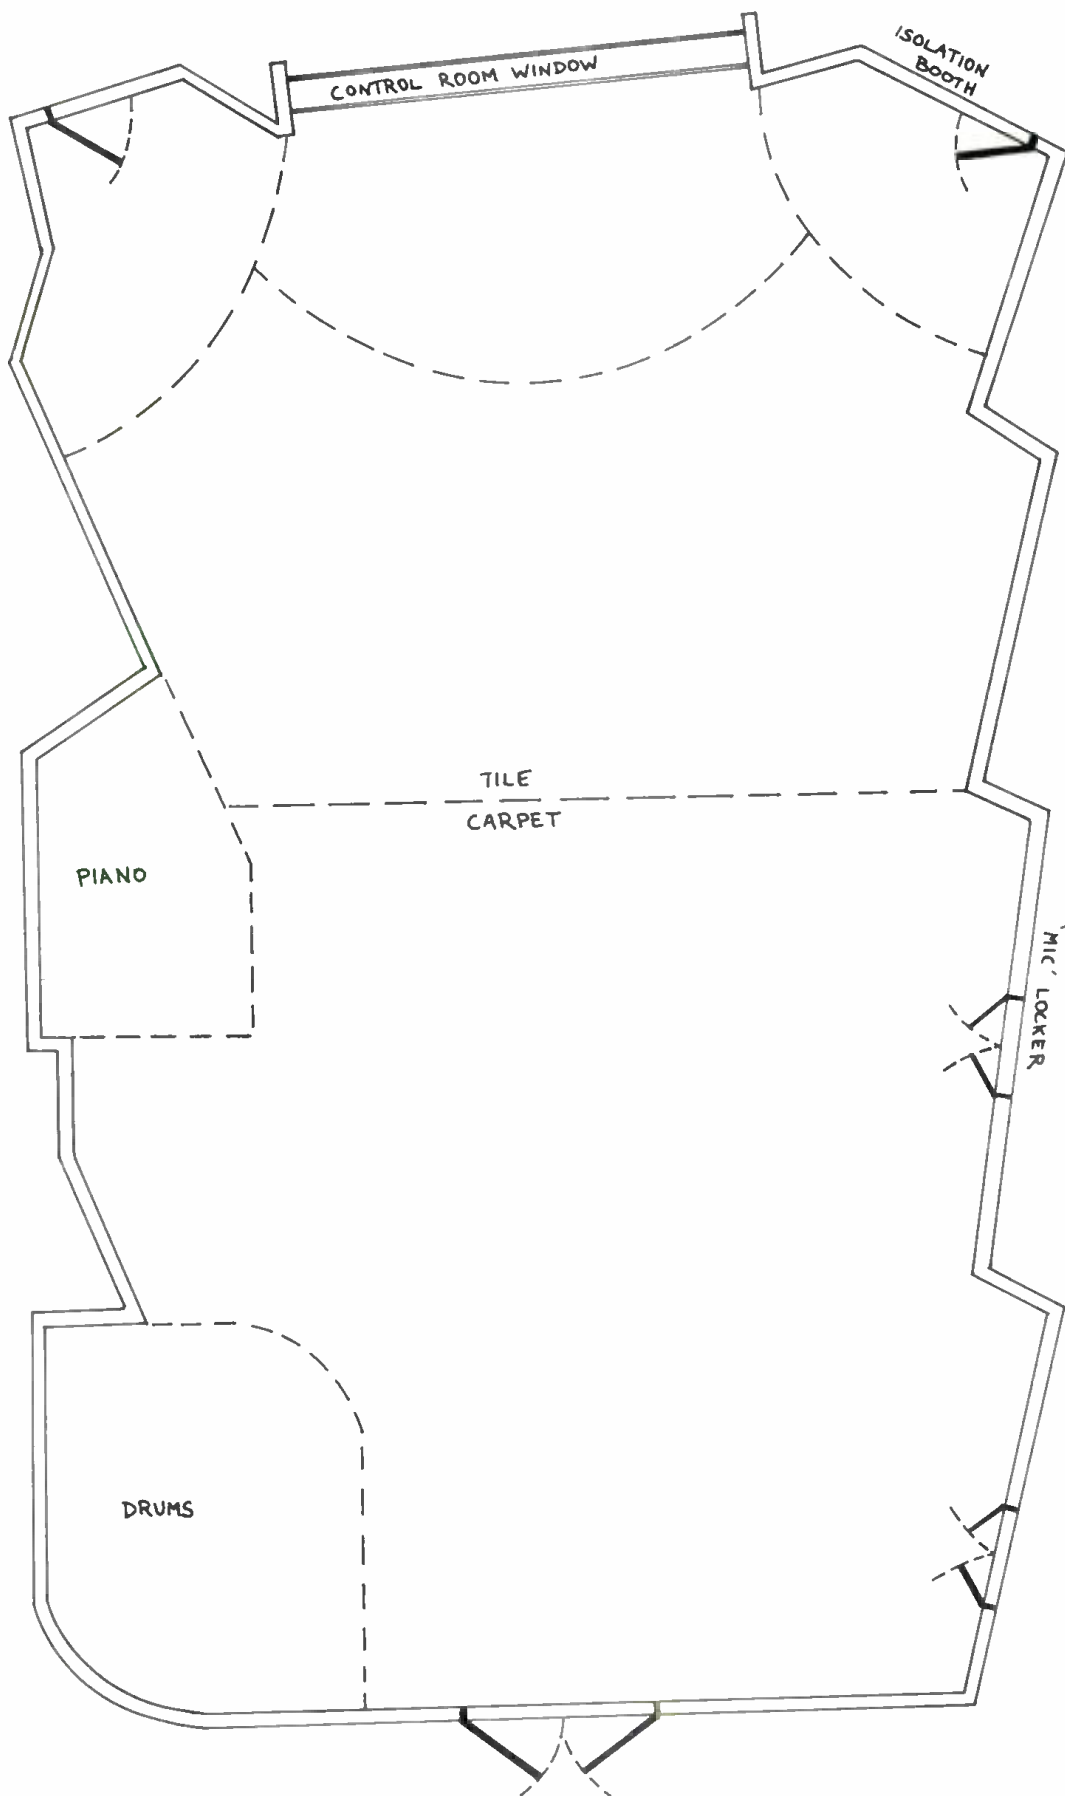 ISOLATION
BOOTH
CONTROL ROOM WINDOW
TILE
CARPET
PIANO
'MIC' LOCKER
DRUMS